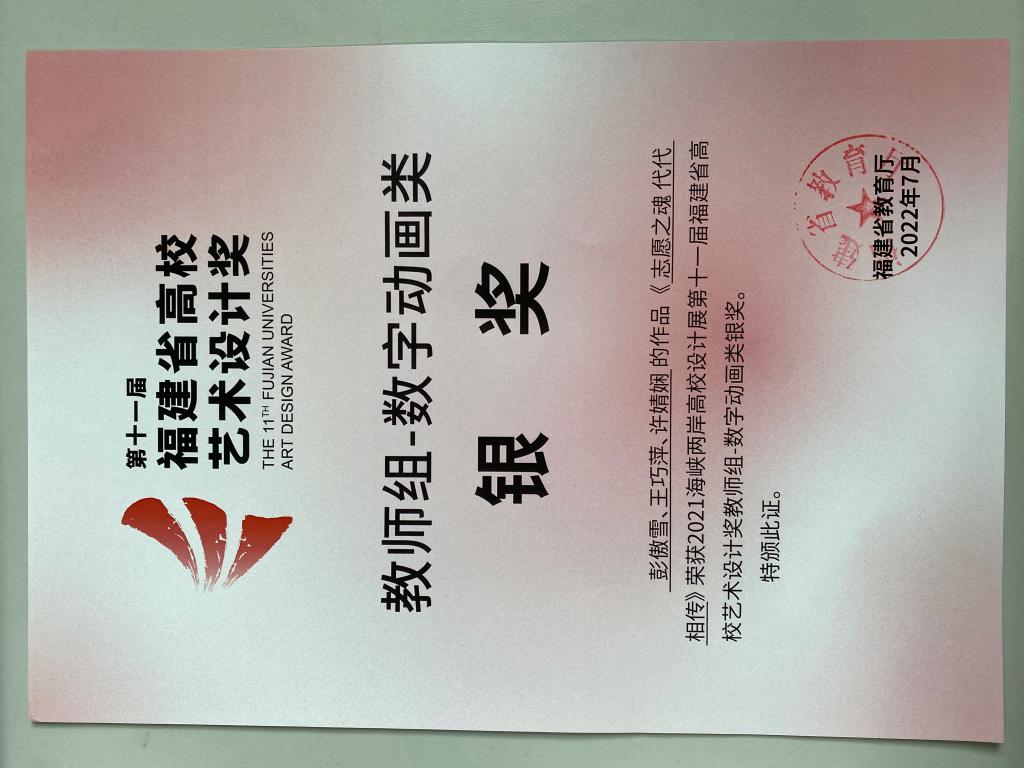 第十一届
福建省高校
艺术设计奖
THE 11TH FUJIAN UNIVERSITIES
ART DESIGN AWARD
教师组-数字动画类
银 奖
彭傲雪、王巧萍、许婧娴 的作品《 志愿之魂 代代
相传》荣获2021海峡两岸高校设计展第十一届福建省高
校艺术设计奖教师组-数字动画类银奖。
特颁此证。
福建省教育厅
2022年7月